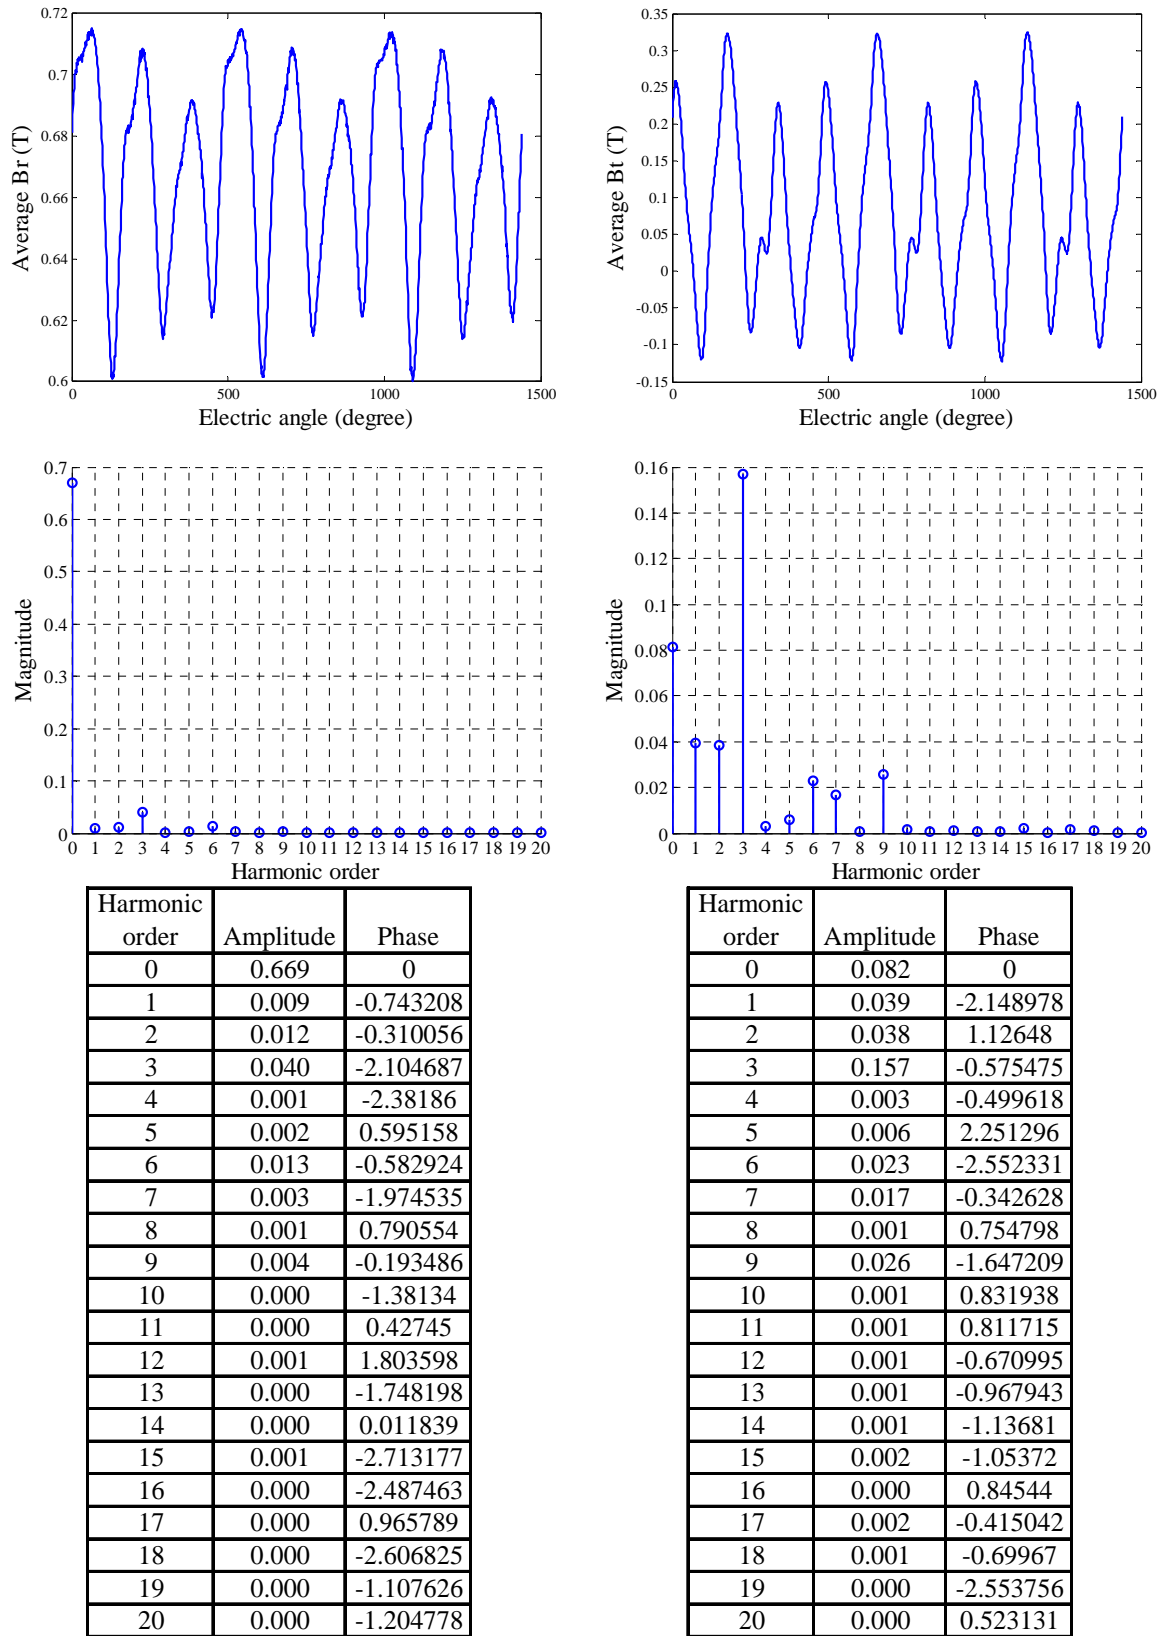 0.72
0.7
0.68
0.66
0.64
0.62
0.6
Average Br (T)
0 500 1000 1500
Electric angle (degree)
0.35
0.3
0.25
0.2
0.15
0.1
0.05
0
-0.05
-0.1
-0.15
Average Bt (T)
0 500 1000 1500
Electric angle (degree)
0.7
0.6
0.5
0.4
0.3
0.2
0.1
0
Magnitude
0 1 2 3 4 5 6 7 8 9 10 11 12 13 14 15 16 17 18 19 20
Harmonic order
0.16
0.14
0.12
0.1
0.08
0.06
0.04
0.02
0
Magnitude
0 1 2 3 4 5 6 7 8 9 10 11 12 13 14 15 16 17 18 19 20
Harmonic order
Harmonic
order Amplitude Phase
0 0.669 0
1 0.009 -0.743208
2 0.012 -0.310056
3 0.040 -2.104687
4 0.001 -2.38186
5 0.002 0.595158
6 0.013 -0.582924
7 0.003 -1.974535
8 0.001 0.790554
9 0.004 -0.193486
10 0.000 -1.38134
11 0.000 0.42745
12 0.001 1.803598
13 0.000 -1.748198
14 0.000 0.011839
15 0.001 -2.713177
16 0.000 -2.487463
17 0.000 0.965789
18 0.000 -2.606825
19 0.000 -1.107626
20 0.000 -1.204778
Harmonic
order Amplitude Phase
0 0.082 0
1 0.039 -2.148978
2 0.038 1.12648
3 0.157 -0.575475
4 0.003 -0.499618
5 0.006 2.251296
6 0.023 -2.552331
7 0.017 -0.342628
8 0.001 0.754798
9 0.026 -1.647209
10 0.001 0.831938
11 0.001 0.811715
12 0.001 -0.670995
13 0.001 -0.967943
14 0.001 -1.13681
15 0.002 -1.05372
16 0.000 0.84544
17 0.002 -0.415042
18 0.001 -0.69967
19 0.000 -2.553756
20 0.000 0.523131